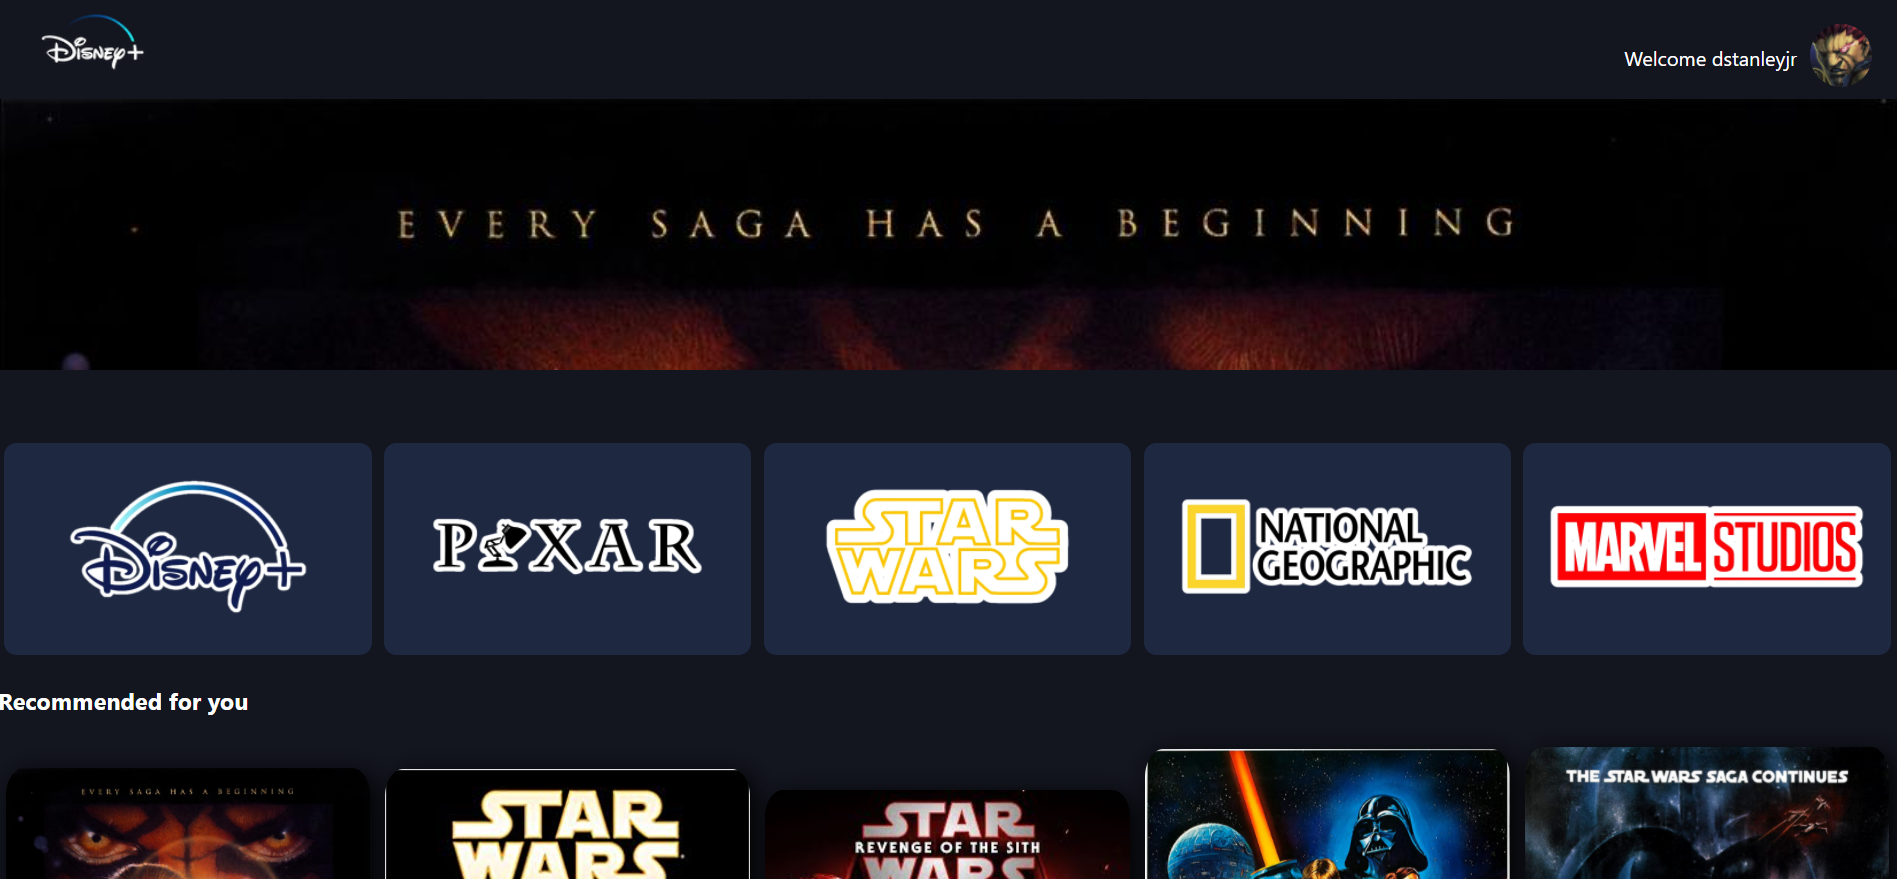 Disney+
Welcome dstanleyjr
EVERY SAGA HAS A BEGINNING
Disney+
PIXAR
STAR
WARS
NATIONAL
GEOGRAPHIC
MARVEL STUDIOS
Recommended for you
EVERY SAGA HAS A BEGINNING
STAR
WARS
STAR
REVENGE OF THE SITH
WARS
THE STAR WARS SAGA CONTINUES